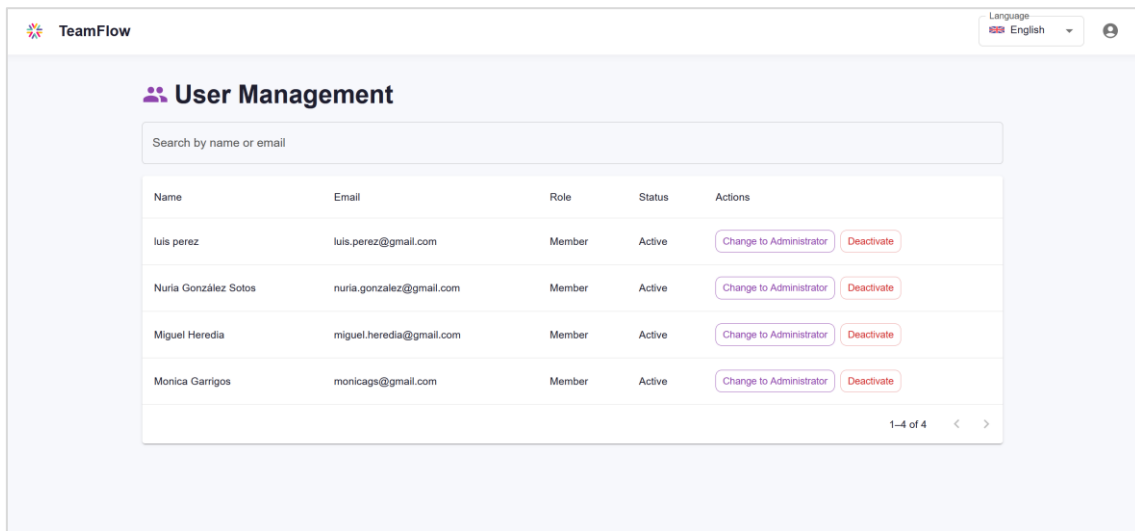 TeamFlow
Language
English
User Management
Search by name or email
Name Email Role Status Actions
luis perez luis.perez@gmail.com Member Active Change to Administrator Deactivate
Nuria González Sotos nuria.gonzalez@gmail.com Member Active Change to Administrator Deactivate
Miguel Heredia miguel.heredia@gmail.com Member Active Change to Administrator Deactivate
Monica Garrigos monicags@gmail.com Member Active Change to Administrator Deactivate
1–4 of 4